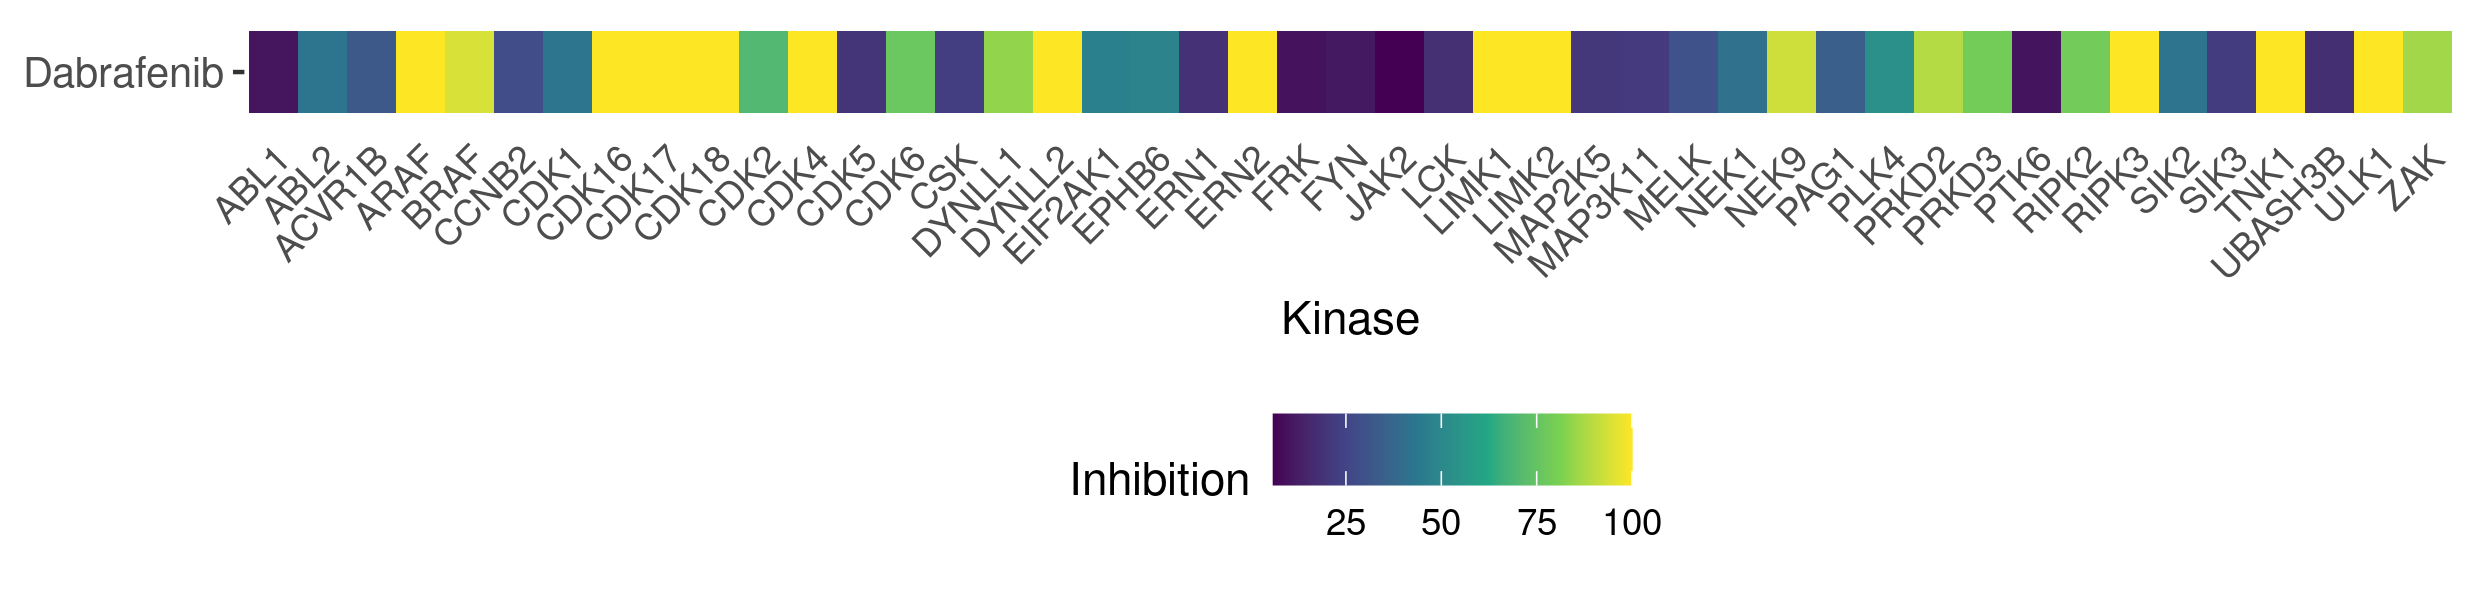 Dabrafenib
ABL1
ABL2
ACVR1B
ARAF
BRAF
CCNB2
CDK1
CDK16
CDK17
CDK18
CDK2
CDK4
CDK5
CDK6
CSK
DYNLL1
DYNLL2
EIF2AK1
EPHB6
ERN1
ERN2
FRK
FYN
JAK2
LCK
LIMK1
LIMK2
MAP2K5
MAP3K11
MELK
NEK1
NEK9
PAG1
PLK4
PRKD2
PRKD3
PTK6
RIPK2
RIPK3
SIK2
SIK3
TNK1
UBASH3B
ULK1
ZAK
Kinase
Inhibition
25 50 75 100